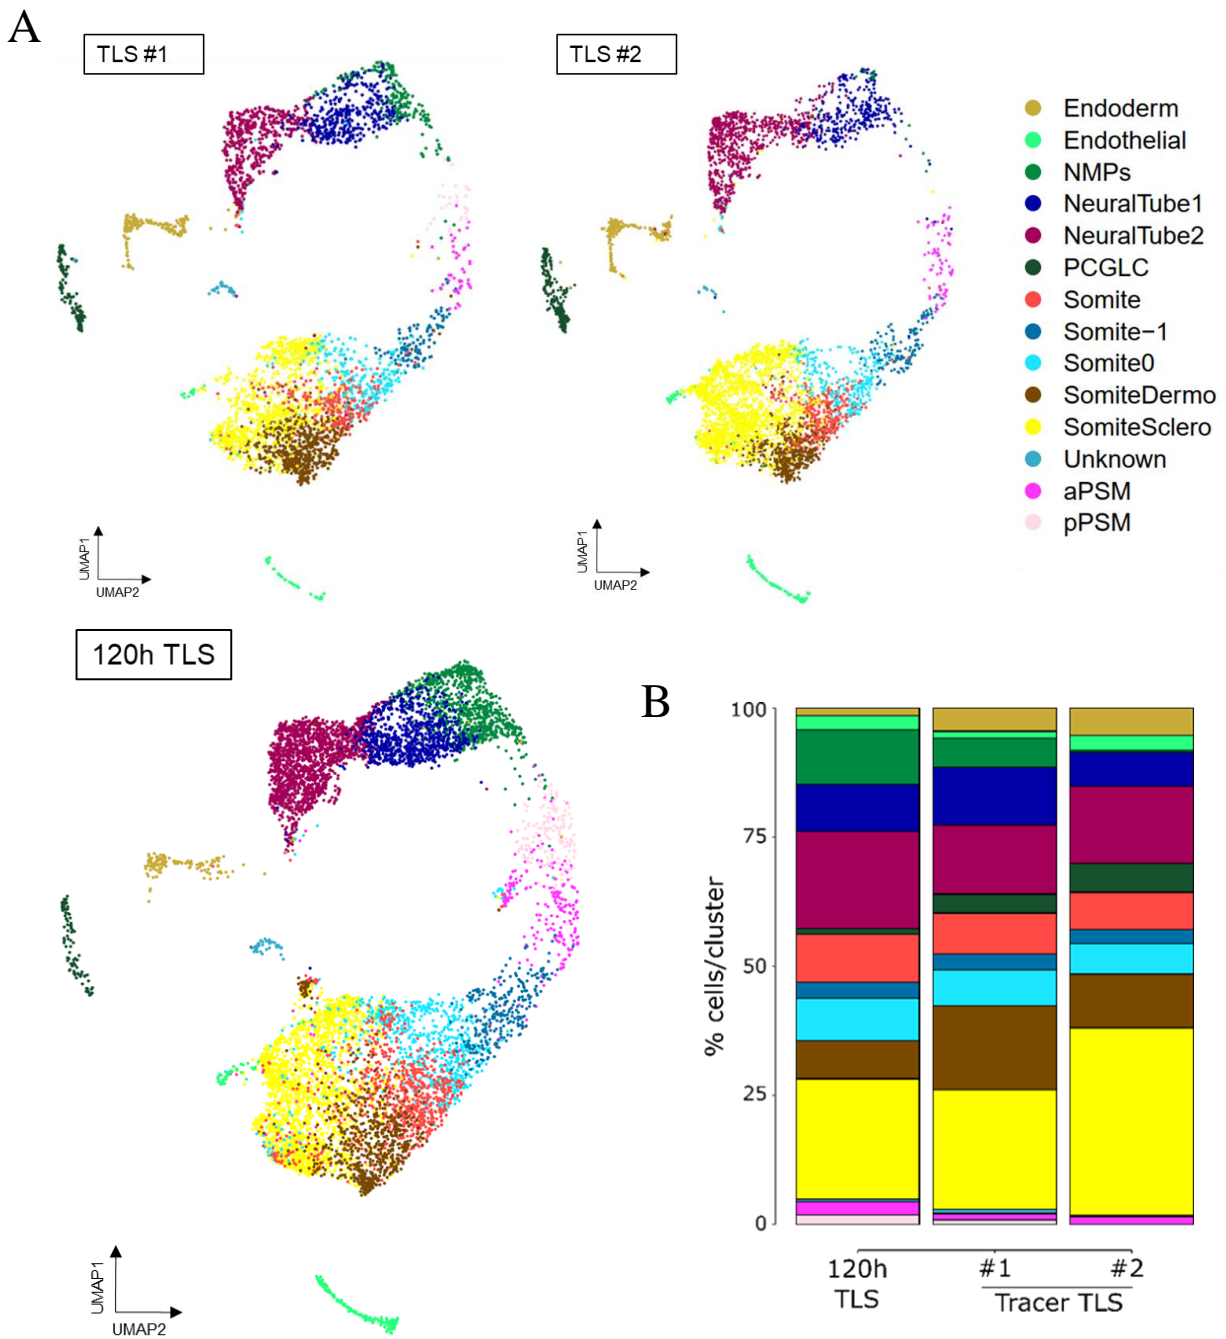 A
TLS #1
TLS #2
Endoderm
Endothelial
NMPs
NeuralTube1
NeuralTube2
PCGLC
Somite
Somite−1
Somite0
SomiteDermo
SomiteSclero
Unknown
aPSM
pPSM
UMAP1
UMAP2
UMAP1
UMAP2
120h TLS
UMAP1
UMAP2
B
% cells/cluster
100
75
50
25
0
120h
TLS
#1
#2
Tracer TLS